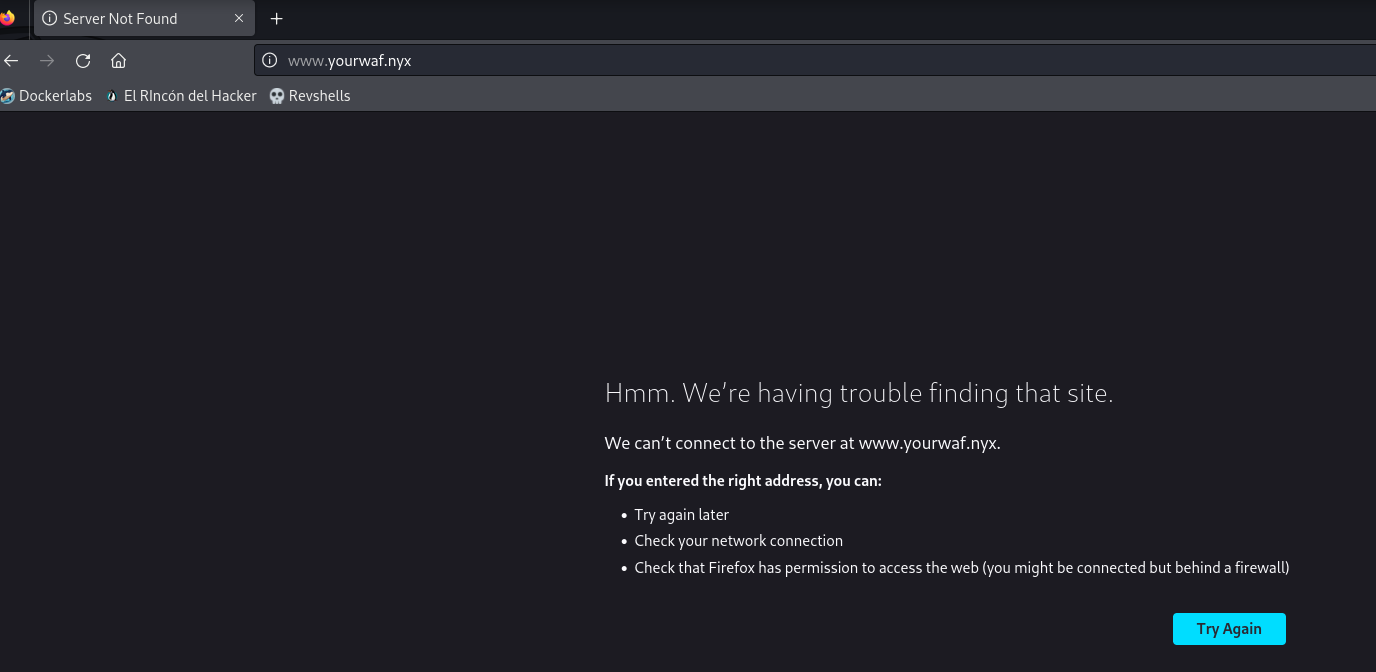 Server Not Found
www.yourwaf.nyx
Dockerlabs El RIncón del Hacker Revshells
Hmm. We're having trouble finding that site.
We can't connect to the server at www.yourwaf.nyx.
If you entered the right address, you can:
• Try again later
• Check your network connection
• Check that Firefox has permission to access the web (you might be connected but behind a firewall)
Try Again